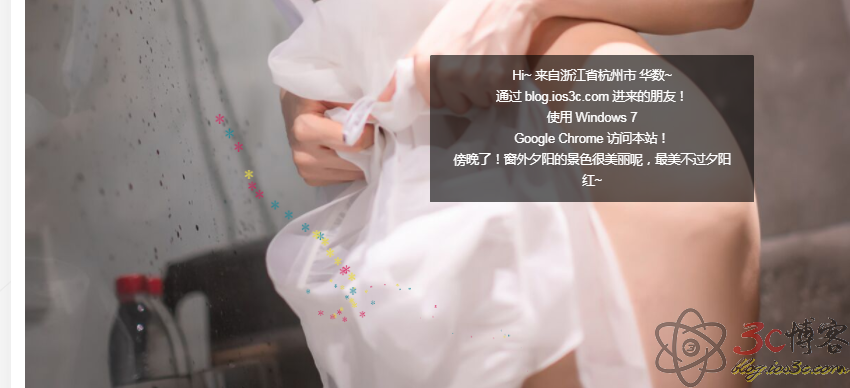 Hi~ 来自浙江省杭州市 华数~
通过 blog.ios3c.com 进来的朋友！
使用 Windows 7
Google Chrome 访问本站！
傍晚了！窗外夕阳的景色很美丽呢，最美不过夕阳
红~
3c博客
blog.ios3c.com